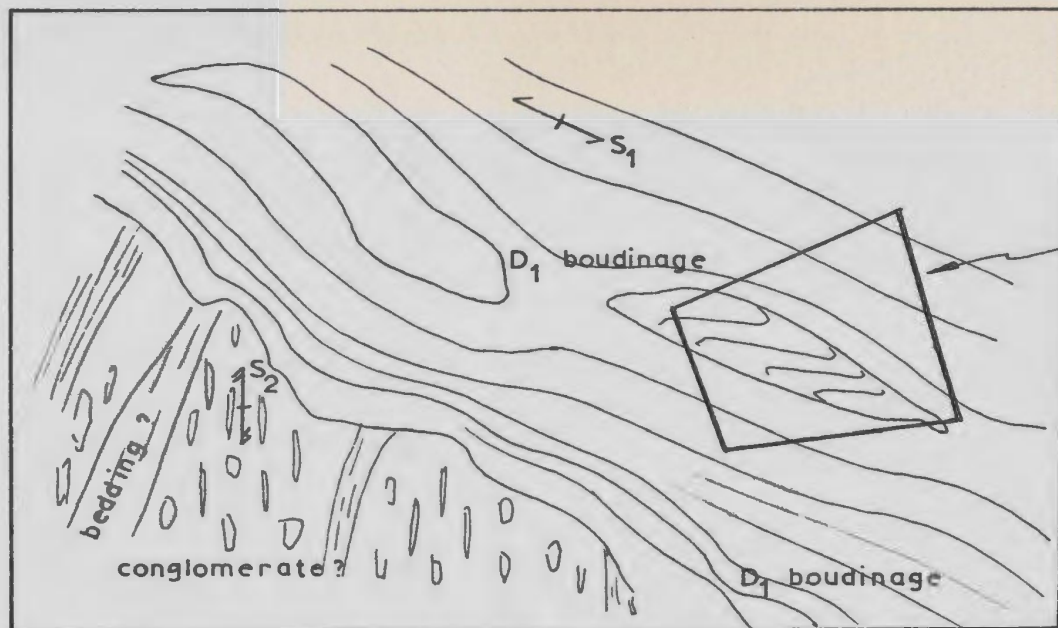 S₁
D₁ boudinage
S₂
bedding ?
conglomerate ?
D₁ boudinage